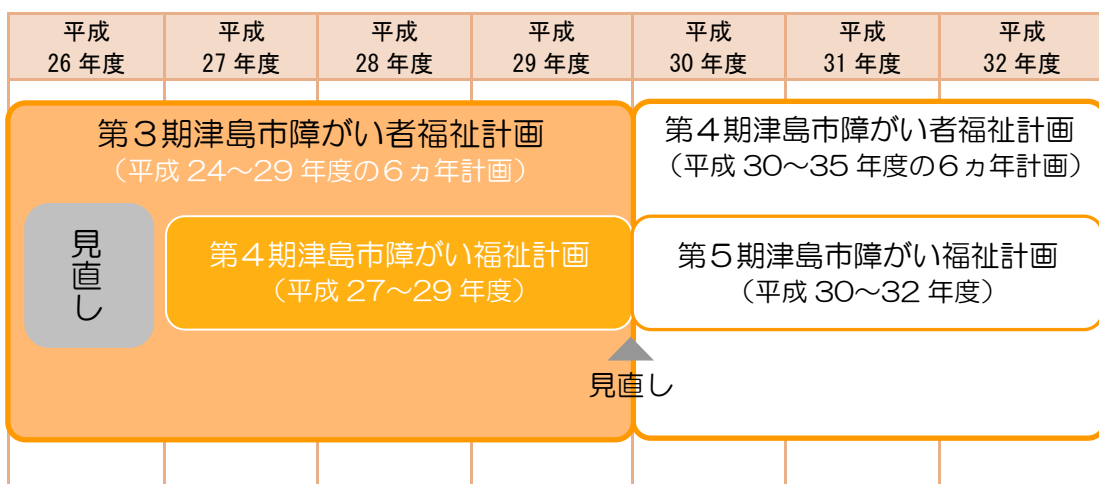 平成
26 年度
平成
27 年度
平成
28 年度
平成
29 年度
平成
30 年度
平成
31 年度
平成
32 年度
第3期津島市障がい者福祉計画
（平成 24～29 年度の6ヵ年計画）
第4期津島市障がい者福祉計画
（平成 30～35 年度の6ヵ年計画）
見直し
第4期津島市障がい福祉計画
（平成 27～29 年度）
第5期津島市障がい福祉計画
（平成 30～32 年度）
見直し